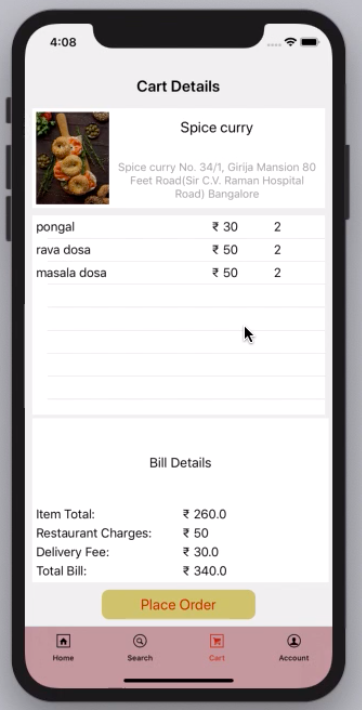 4:08
Cart Details
Spice curry
Spice curry No. 34/1, Girija Mansion 80
Feet Road(Sir C.V. Raman Hospital
Road) Bangalore
pongal ₹ 30 2
rava dosa ₹ 50 2
masala dosa ₹ 50 2
Bill Details
Item Total: ₹ 260.0
Restaurant Charges: ₹ 50
Delivery Fee: ₹ 30.0
Total Bill: ₹ 340.0
Place Order
Home Search Cart Account